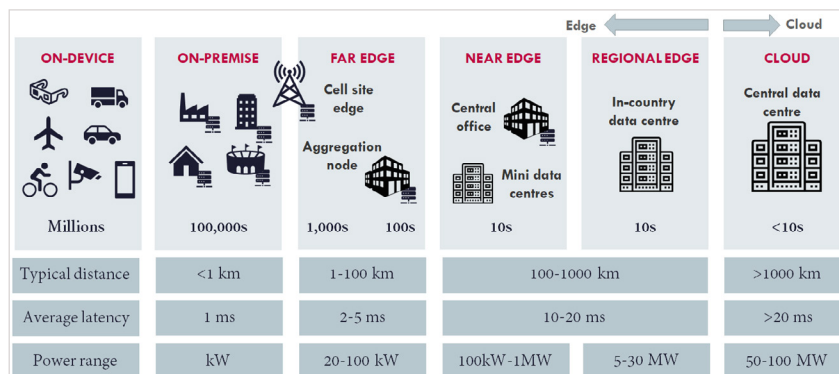 Edge
Cloud
ON-DEVICE
ON-PREMISE
FAR EDGE
NEAR EDGE
REGIONAL EDGE
CLOUD
Cell site
edge
Aggregation
node
Central
office
Mini data
centres
In-country
data centre
Central data
centre
Millions
100,000s
1,000s
100s
10s
10s
<10s
Typical distance
<1 km
1-100 km
100-1000 km
>1000 km
Average latency
1 ms
2-5 ms
10-20 ms
>20 ms
Power range
kW
20-100 kW
100kW-1MW
5-30 MW
50-100 MW